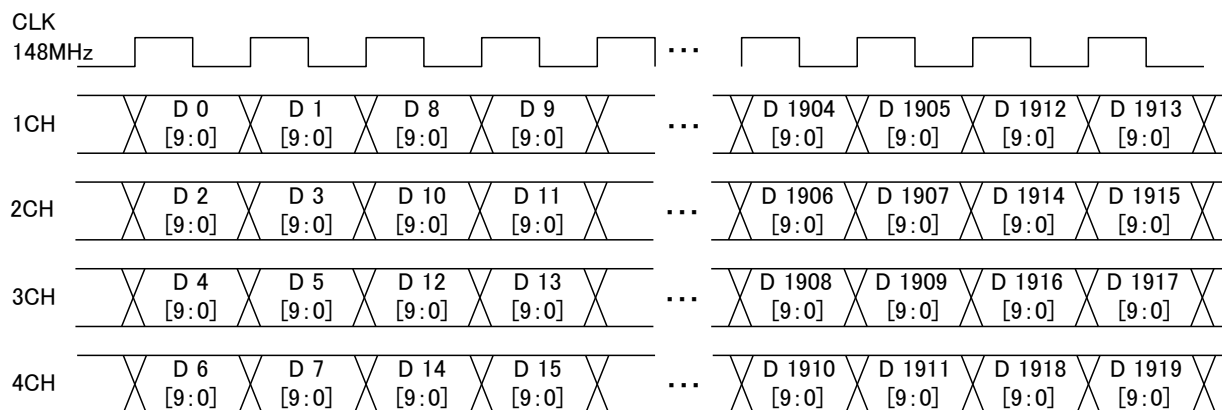 CLK
148MHz
...
1CH
D 0 D 1 D 8 D 9 ... D 1904 D 1905 D 1912 D 1913
[9:0] [9:0] [9:0] [9:0] [9:0] [9:0] [9:0] [9:0]
2CH
D 2 D 3 D 10 D 11 ... D 1906 D 1907 D 1914 D 1915
[9:0] [9:0] [9:0] [9:0] [9:0] [9:0] [9:0] [9:0]
3CH
D 4 D 5 D 12 D 13 ... D 1908 D 1909 D 1916 D 1917
[9:0] [9:0] [9:0] [9:0] [9:0] [9:0] [9:0] [9:0]
4CH
D 6 D 7 D 14 D 15 ... D 1910 D 1911 D 1918 D 1919
[9:0] [9:0] [9:0] [9:0] [9:0] [9:0] [9:0] [9:0]